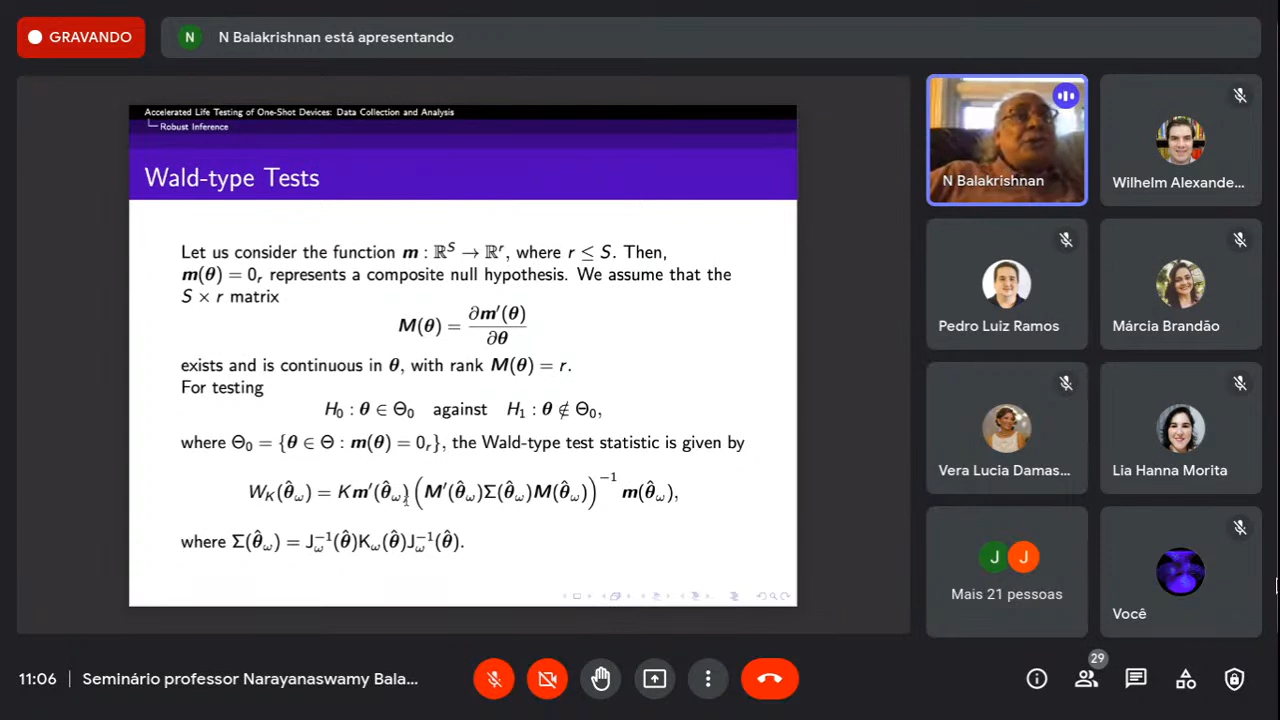 GRAVANDO
N
N Balakrishnan está apresentando
Accelerated Life Testing of One-Shot Devices: Data Collection and Analysis
Robust Inference
Wald-type Tests
Let us consider the function m : ℝ^S → ℝ^r, where r ≤ S. Then,
m(θ) = 0_r represents a composite null hypothesis. We assume that the
S × r matrix
M(θ) = ∂m′(θ) / ∂θ
exists and is continuous in θ, with rank M(θ) = r.
For testing
H_0 : θ ∈ Θ_0 against H_1 : θ ∉ Θ_0,
where Θ_0 = {θ ∈ Θ : m(θ) = 0_r}, the Wald-type test statistic is given by
W_K(θ̂_ω) = Km′(θ̂_ω) (M′(θ̂_ω)Σ(θ̂_ω)M(θ̂_ω))^−1 m(θ̂_ω),
where Σ(θ̂_ω) = J_ω^−1(θ̂)K_ω(θ̂)J_ω^−1(θ̂).
N Balakrishnan
Wilhelm Alexande...
Pedro Luiz Ramos
Márcia Brandão
Vera Lucia Damas...
Lia Hanna Morita
J J
Mais 21 pessoas
Você
11:06 | Seminário professor Narayanaswamy Bala...
29